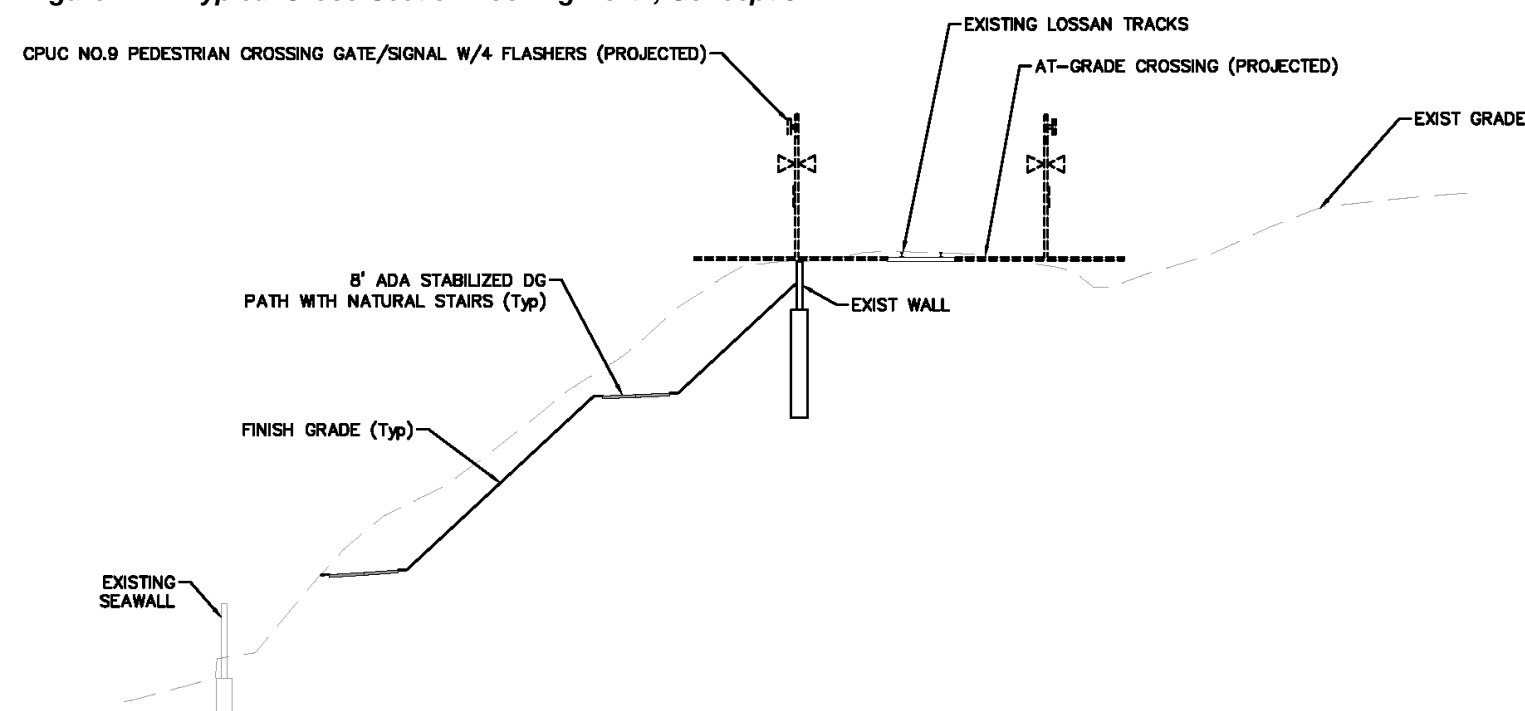 EXISTING LOSSAN TRACKS
CPUC NO.9 PEDESTRIAN CROSSING GATE/SIGNAL W/4 FLASHERS (PROJECTED)
AT-GRADE CROSSING (PROJECTED)
EXIST GRADE
8' ADA STABILIZED DG
PATH WITH NATURAL STAIRS (Typ)
EXIST WALL
FINISH GRADE (Typ)
EXISTING
SEAWALL